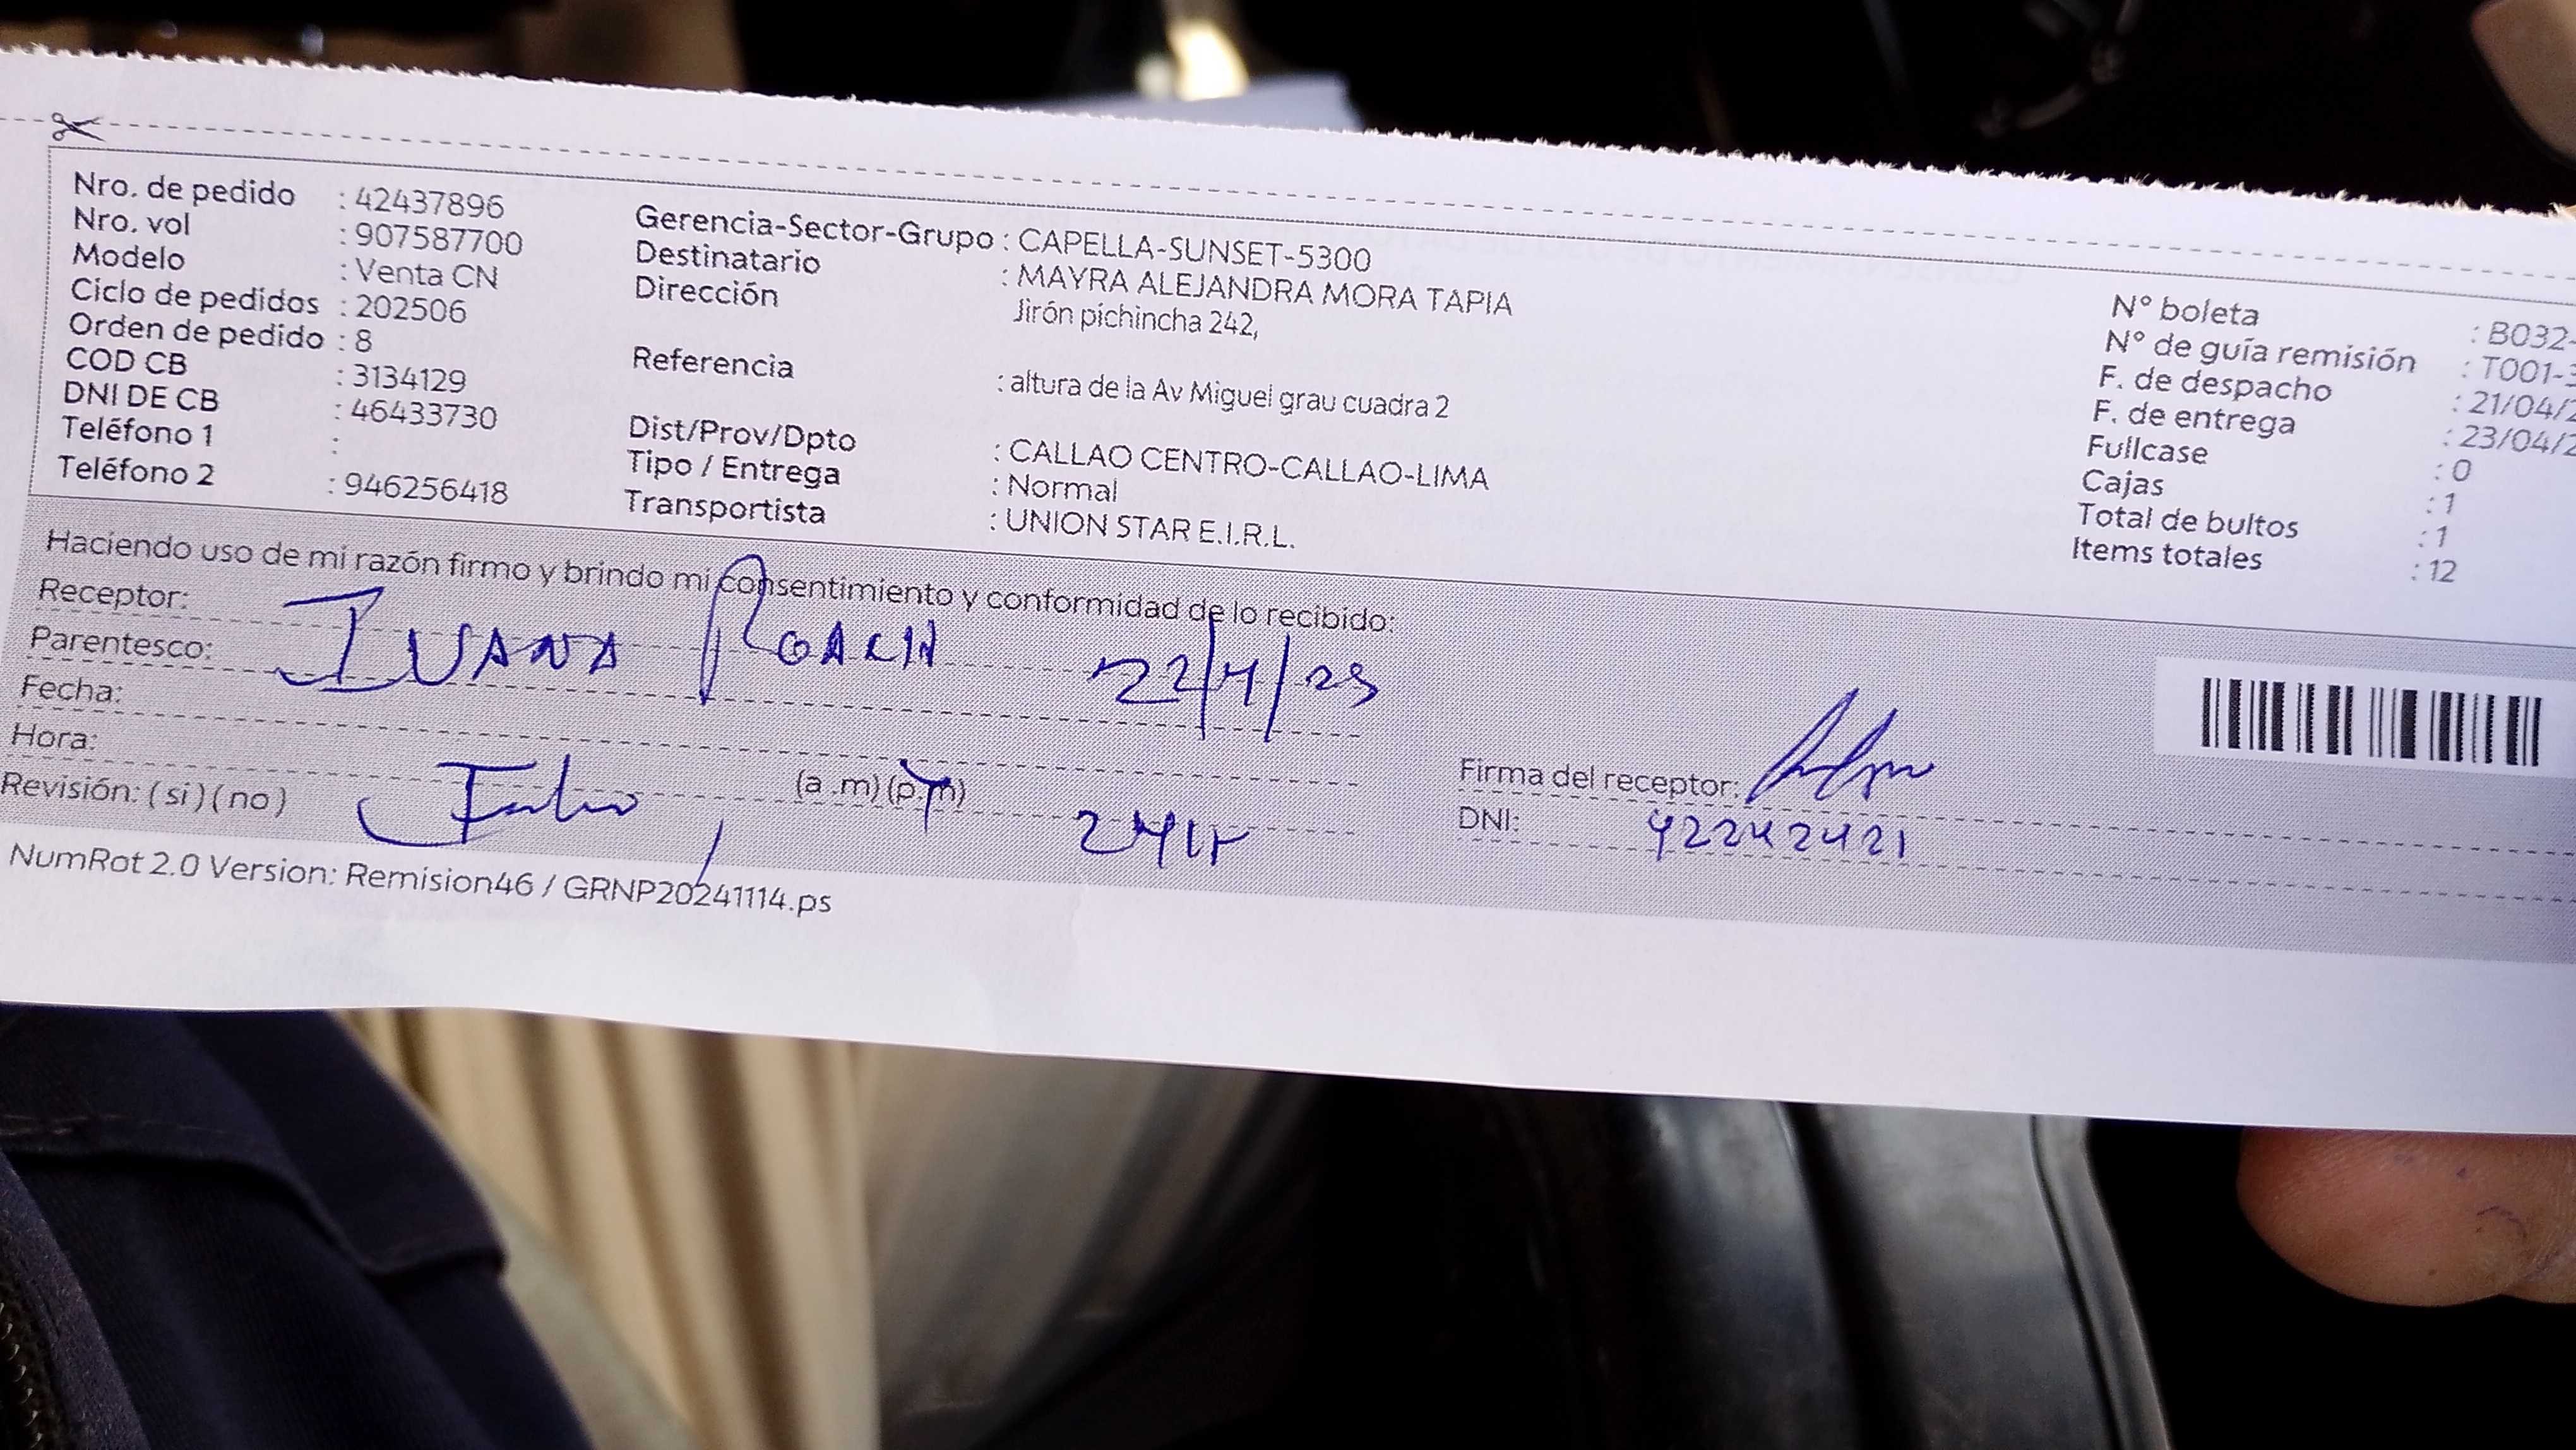 Nro. de pedido : 42437896
Nro. vol : 907587700
Modelo : Venta CN
Ciclo de pedidos : 202506
Orden de pedido : 8
COD CB : 3134129
DNI DE CB : 46433730
Teléfono 1 :
Teléfono 2 : 946256418
Gerencia-Sector-Grupo : CAPELLA-SUNSET-5300
Destinatario : MAYRA ALEJANDRA MORA TAPIA
Dirección Jirón pichincha 242,
Referencia : altura de la Av Miguel grau cuadra 2
Dist/Prov/Dpto : CALLAO CENTRO-CALLAO-LIMA
Tipo / Entrega : Normal
Transportista : UNION STAR E.I.R.L.
N° boleta : B032-
N° de guía remisión : T001-3
F. de despacho : 21/04/2
F. de entrega : 23/04/2
Fullcase : 0
Cajas : 1
Total de bultos : 1
Items totales : 12
Haciendo uso de mi razón firmo y brindo mi consentimiento y conformidad de lo recibido:
Receptor:
Parentesco: IVANA 22/4/25
Fecha:
Hora: (a .m) (p.m)
Revisión: ( si ) ( no )
Firma del receptor:
DNI: 42242421
NumRot 2.0 Version: Remision46 / GRNP20241114.ps